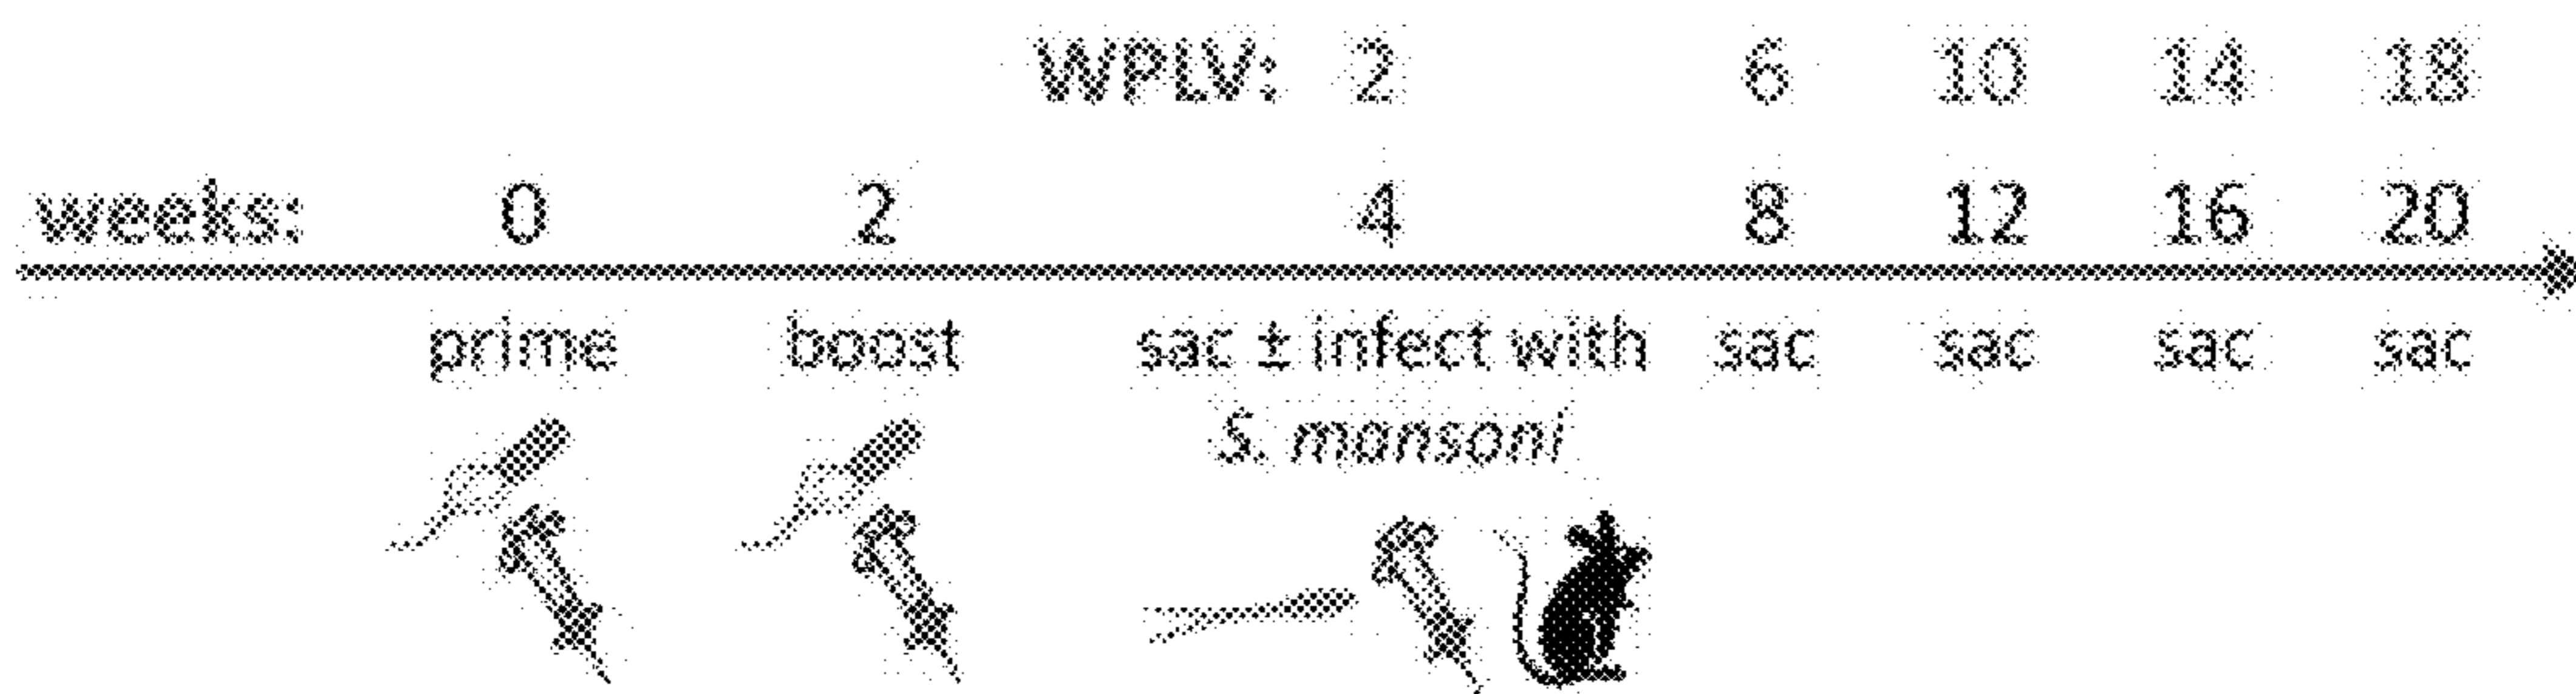 WPLV: 2 6 10 14 18
weeks: 0 2 4 8 12 16 20
prime boost sac ± infect with sac sac sac sac
S. mansoni